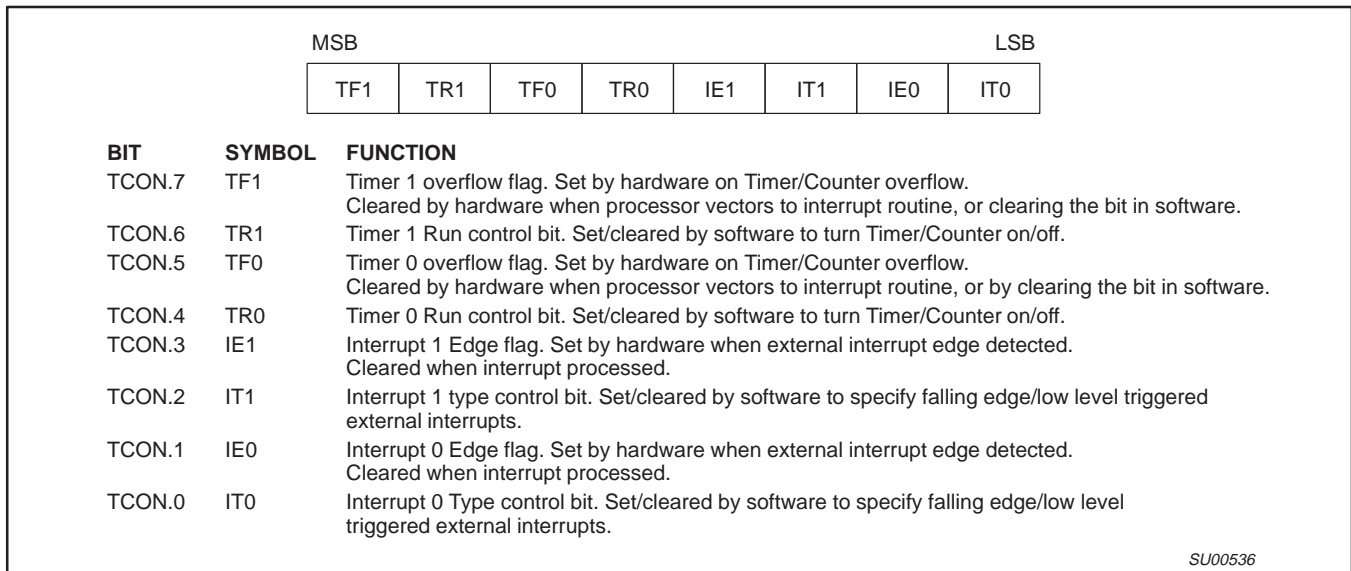 MSB LSB
TF1 TR1 TF0 TR0 IE1 IT1 IE0 IT0
BIT SYMBOL FUNCTION
TCON.7 TF1 Timer 1 overflow flag. Set by hardware on Timer/Counter overflow.
Cleared by hardware when processor vectors to interrupt routine, or clearing the bit in software.
TCON.6 TR1 Timer 1 Run control bit. Set/cleared by software to turn Timer/Counter on/off.
TCON.5 TF0 Timer 0 overflow flag. Set by hardware on Timer/Counter overflow.
Cleared by hardware when processor vectors to interrupt routine, or by clearing the bit in software.
TCON.4 TR0 Timer 0 Run control bit. Set/cleared by software to turn Timer/Counter on/off.
TCON.3 IE1 Interrupt 1 Edge flag. Set by hardware when external interrupt edge detected.
Cleared when interrupt processed.
TCON.2 IT1 Interrupt 1 type control bit. Set/cleared by software to specify falling edge/low level triggered
external interrupts.
TCON.1 IE0 Interrupt 0 Edge flag. Set by hardware when external interrupt edge detected.
Cleared when interrupt processed.
TCON.0 IT0 Interrupt 0 Type control bit. Set/cleared by software to specify falling edge/low level
triggered external interrupts.
SU00536